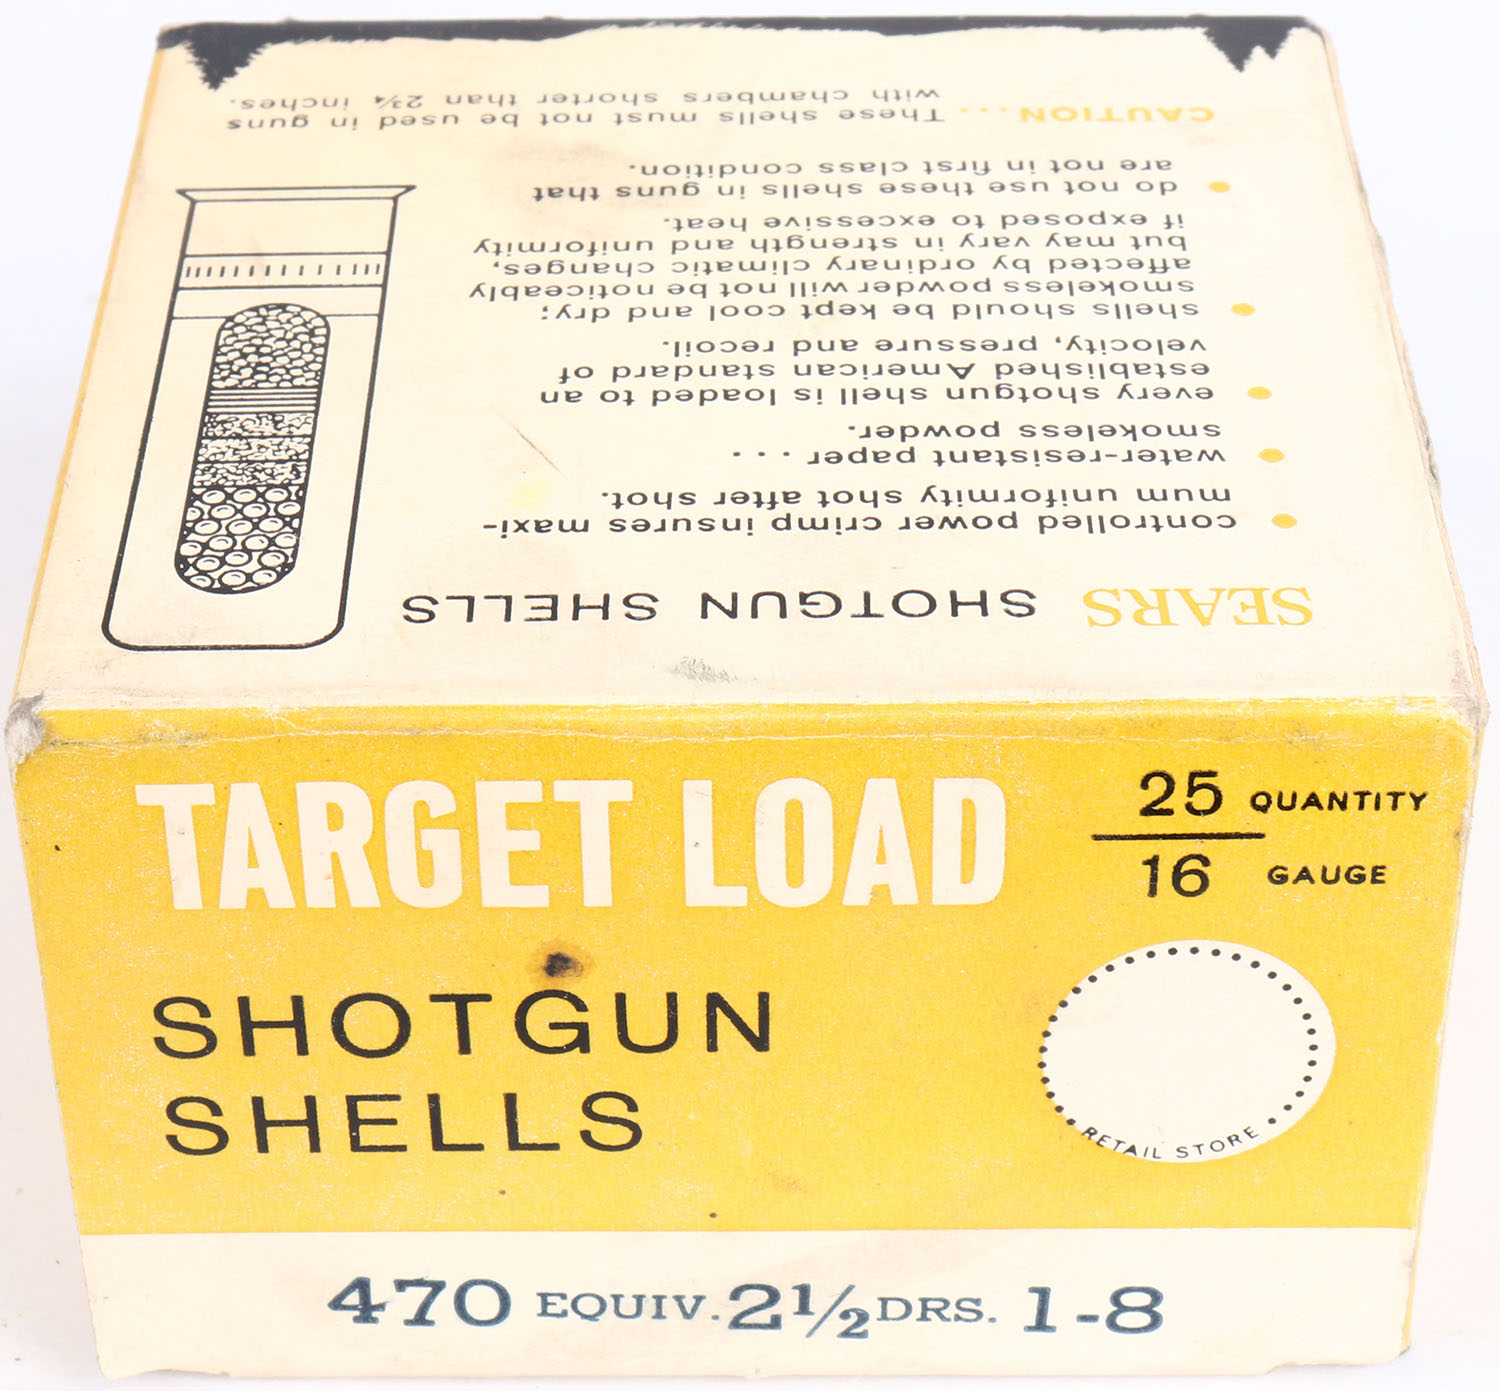 TARGET LOAD
25 QUANTITY
16 GAUGE
SHOTGUN
SHELLS
RETAIL STORE
470 EQUIV. 2½ DRS. 1-8
SEARS SHOTGUN SHELLS
controlled power crimp insures maxi-
mum uniformity shot after shot.
water-resistant paper ...
smokeless powder.
every shotgun shell is loaded to an
established American standard of
velocity, pressure and recoil.
shells should be kept cool and dry;
smokeless powder will not be noticeably
affected by ordinary climatic changes,
but may vary in strength and uniformity
if exposed to excessive heat.
do not use these shells in guns that
are not in first class condition.
CAUTION... These shells must not be used in guns
with chambers shorter than 2¾ inches.